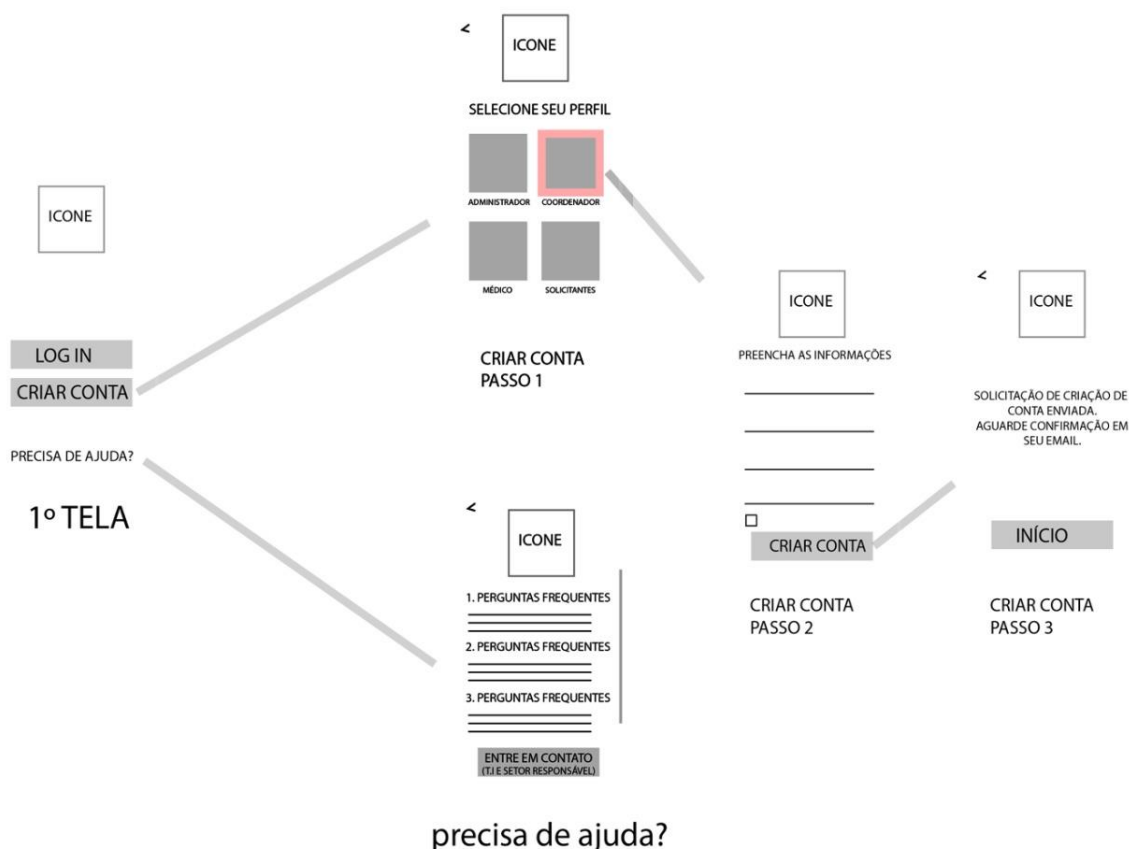 ICONE
LOG IN
CRIAR CONTA
PRECISA DE AJUDA?
1º TELA
<
ICONE
SELECIONE SEU PERFIL
ADMINISTRADOR
COORDENADOR
MÉDICO
SOLICITANTES
CRIAR CONTA
PASSO 1
ICONE
PREENCHA AS INFORMAÇÕES
CRIAR CONTA
CRIAR CONTA
PASSO 2
<
ICONE
SOLICITAÇÃO DE CRIAÇÃO DE
CONTA ENVIADA.
AGUARDE CONFIRMAÇÃO EM
SEU EMAIL.
INÍCIO
CRIAR CONTA
PASSO 3
<
ICONE
1. PERGUNTAS FREQUENTES
2. PERGUNTAS FREQUENTES
3. PERGUNTAS FREQUENTES
ENTRE EM CONTATO
(T.I E SETOR RESPONSÁVEL)
precisa de ajuda?